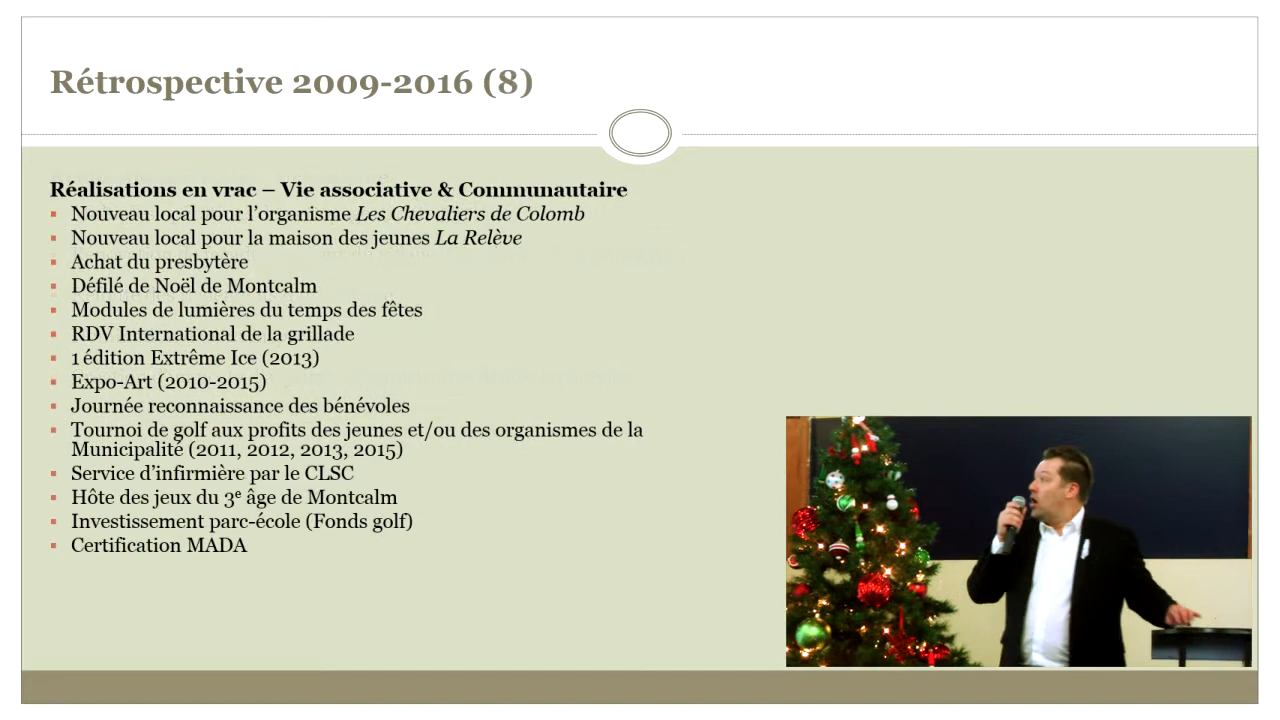 Rétrospective 2009-2016 (8)
Réalisations en vrac – Vie associative & Communautaire
▪ Nouveau local pour l'organisme Les Chevaliers de Colomb
▪ Nouveau local pour la maison des jeunes La Relève
▪ Achat du presbytère
▪ Défilé de Noël de Montcalm
▪ Modules de lumières du temps des fêtes
▪ RDV International de la grillade
▪ 1 édition Extrême Ice (2013)
▪ Expo-Art (2010-2015)
▪ Journée reconnaissance des bénévoles
▪ Tournoi de golf aux profits des jeunes et/ou des organismes de la
Municipalité (2011, 2012, 2013, 2015)
▪ Service d'infirmière par le CLSC
▪ Hôte des jeux du 3e âge de Montcalm
▪ Investissement parc-école (Fonds golf)
▪ Certification MADA